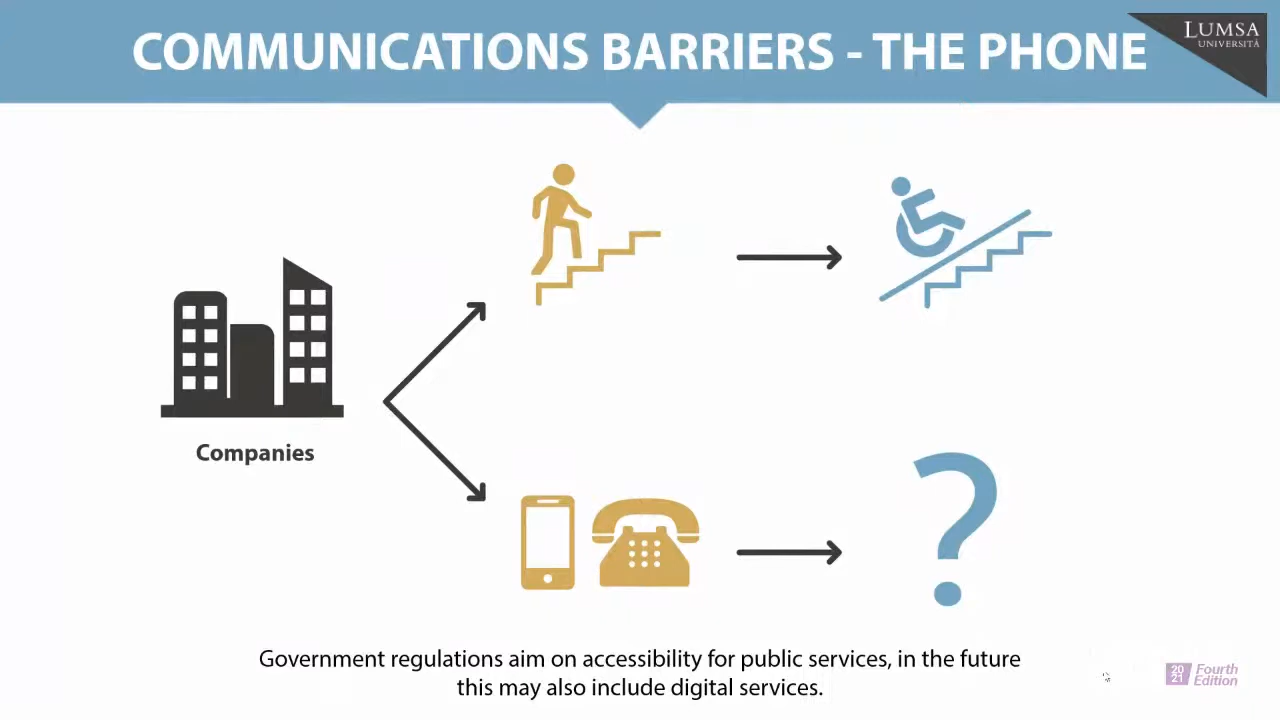 COMMUNICATIONS BARRIERS - THE PHONE
LUMSA
UNIVERSITÀ
Companies
?
Government regulations aim on accessibility for public services, in the future
this may also include digital services.
20
21
Fourth
Edition